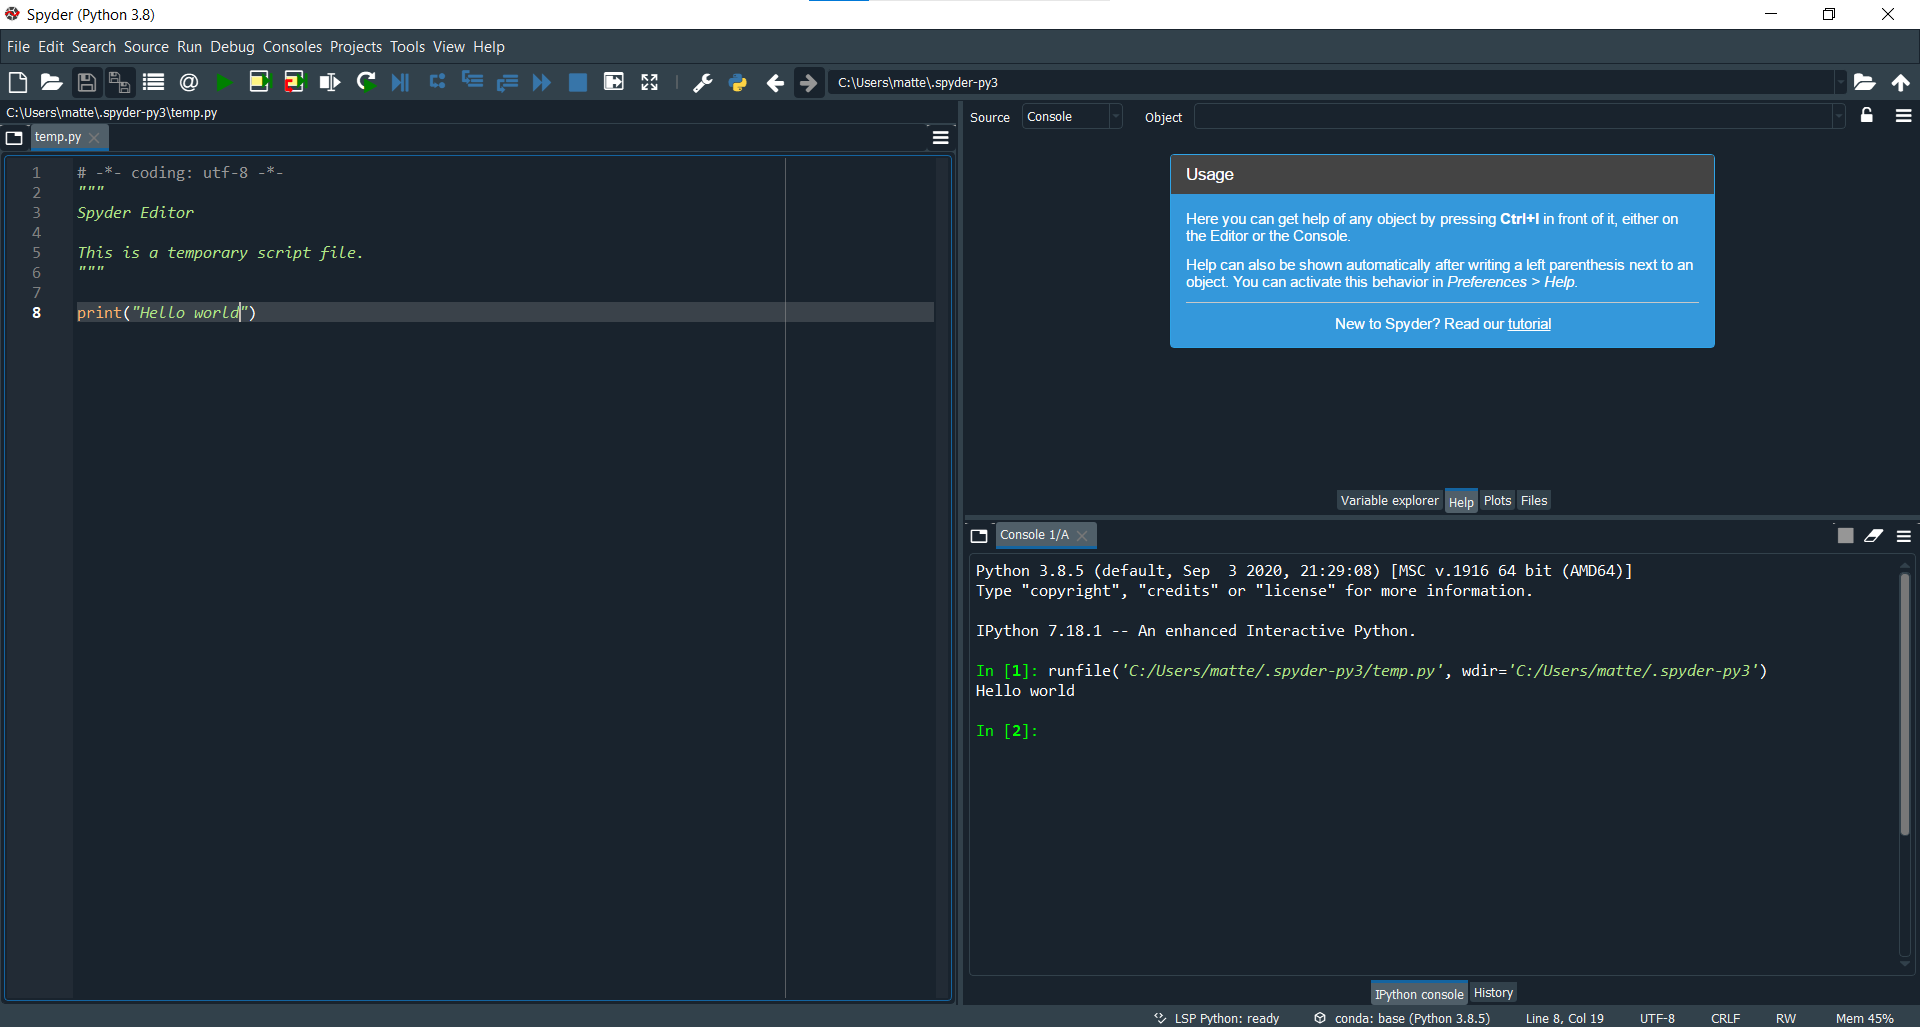 Spyder (Python 3.8)
File Edit Search Source Run Debug Consoles Projects Tools View Help
@
C:\Users\matte\.spyder-py3
C:\Users\matte\.spyder-py3\temp.py
temp.py
1 # -*- coding: utf-8 -*-
2 """
3 Spyder Editor
4
5 This is a temporary script file.
6 """
7
8 print("Hello world")
Source Console Object
Usage
Here you can get help of any object by pressing Ctrl+I in front of it, either on
the Editor or the Console.
Help can also be shown automatically after writing a left parenthesis next to an
object. You can activate this behavior in Preferences > Help.
New to Spyder? Read our tutorial
Variable explorer Help Plots Files
Console 1/A
Python 3.8.5 (default, Sep  3 2020, 21:29:08) [MSC v.1916 64 bit (AMD64)]
Type "copyright", "credits" or "license" for more information.
IPython 7.18.1 -- An enhanced Interactive Python.
In [1]: runfile('C:/Users/matte/.spyder-py3/temp.py', wdir='C:/Users/matte/.spyder-py3')
Hello world
In [2]:
IPython console History
LSP Python: ready conda: base (Python 3.8.5) Line 8, Col 19 UTF-8 CRLF RW Mem 45%